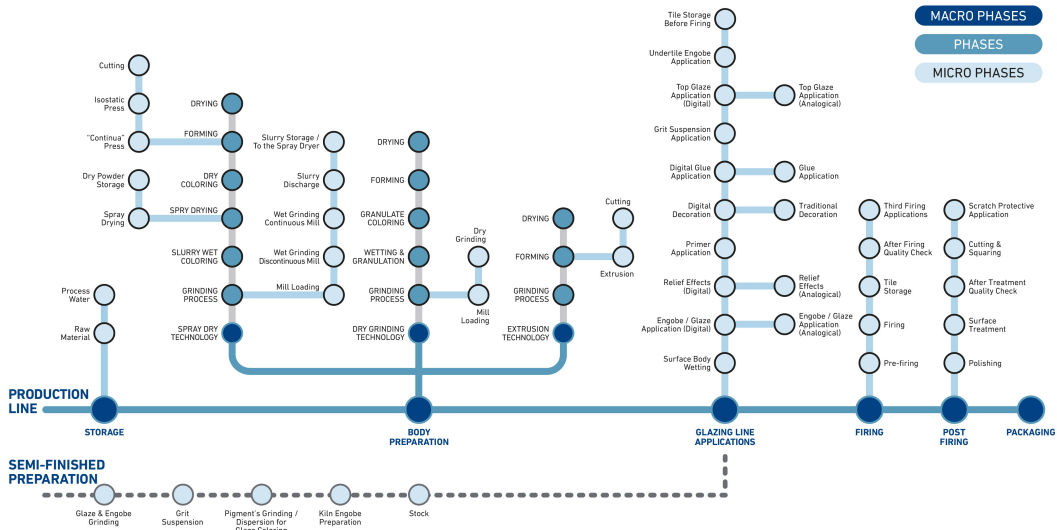 MACRO PHASES
PHASES
MICRO PHASES
Cutting
Isostatic
Press
"Continua"
Press
Dry Powder
Storage
Spray
Drying
Process
Water
Raw
Material
DRYING
FORMING
DRY
COLORING
SPRY DRYING
SLURRY WET
COLORING
GRINDING
PROCESS
SPRAY DRY
TECHNOLOGY
Slurry Storage /
To the Spray Dryer
Slurry
Discharge
Wet Grinding
Continuous Mill
Wet Grinding
Discontinuous Mill
Mill Loading
DRYING
FORMING
GRANULATE
COLORING
WETTING &
GRANULATION
GRINDING
PROCESS
DRY GRINDING
TECHNOLOGY
Dry
Grinding
Mill
Loading
DRYING
FORMING
GRINDING
PROCESS
EXTRUSION
TECHNOLOGY
Cutting
Extrusion
Tile Storage
Before Firing
Undertile Engobe
Application
Top Glaze
Application
(Digital)
Top Glaze
Application
(Analogical)
Grit Suspension
Application
Digital Glue
Application
Glue
Application
Digital
Decoration
Traditional
Decoration
Primer
Application
Relief Effects
(Digital)
Relief
Effects
(Analogical)
Engobe / Glaze
Application (Digital)
Engobe / Glaze
Application
(Analogical)
Surface Body
Wetting
Third Firing
Applications
After Firing
Quality Check
Tile
Storage
Firing
Pre-firing
Scratch Protective
Application
Cutting &
Squaring
After Treatment
Quality Check
Surface
Treatment
Polishing
PRODUCTION
LINE
STORAGE
BODY
PREPARATION
GLAZING LINE
APPLICATIONS
FIRING
POST
FIRING
PACKAGING
SEMI-FINISHED
PREPARATION
Glaze & Engobe
Grinding
Grit
Suspension
Pigment's Grinding /
Dispersion for
Glaze Coloring
Kiln Engobe
Preparation
Stock